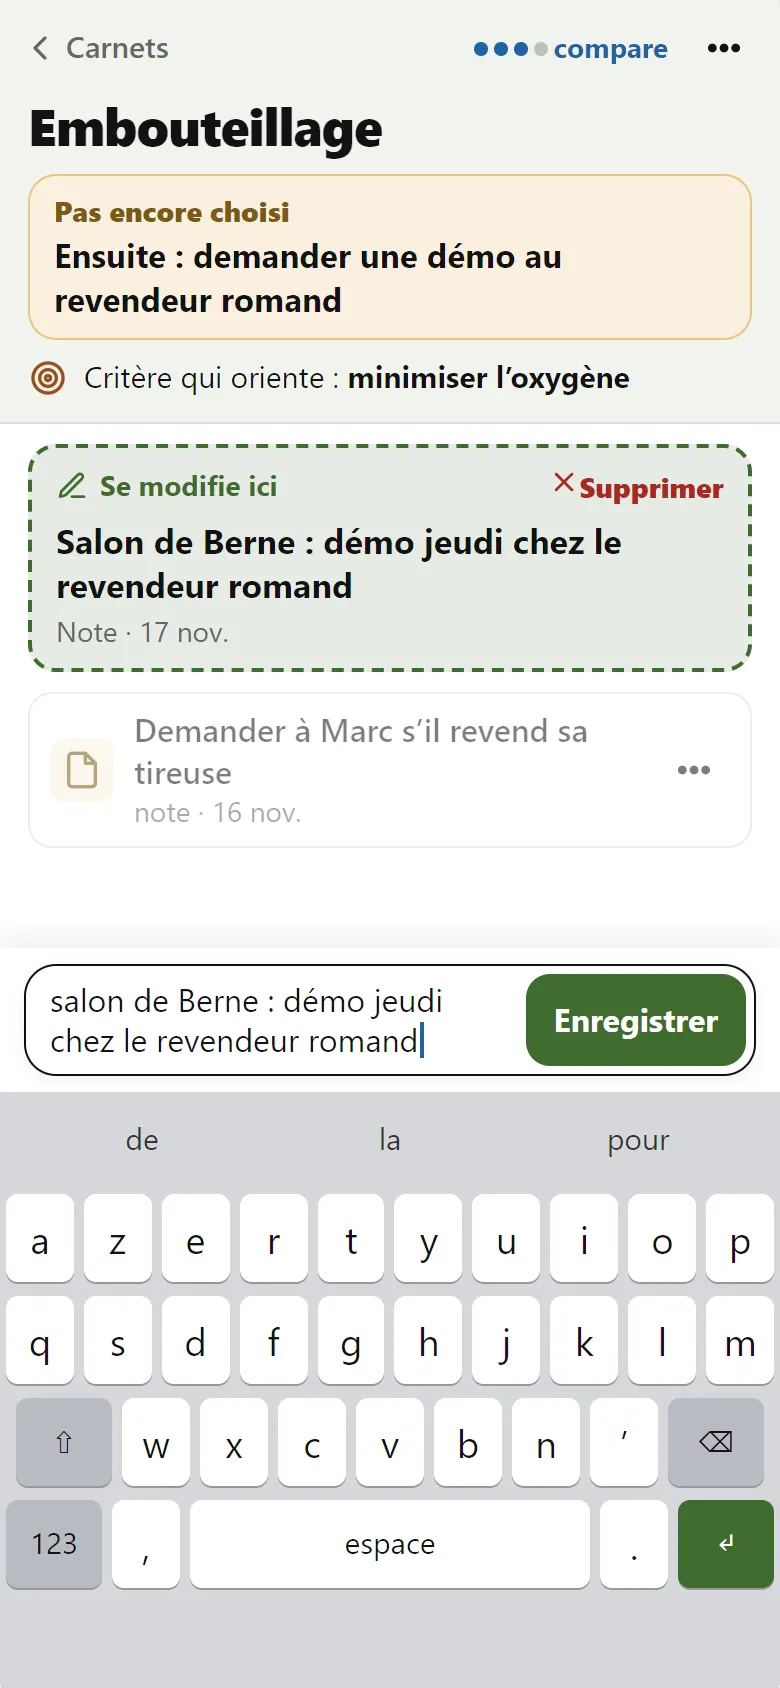 Carnets
compare
Embouteillage
Pas encore choisi
Ensuite : demander une démo au
revendeur romand
Critère qui oriente : minimiser l’oxygène
Se modifie ici
Supprimer
Salon de Berne : démo jeudi chez le
revendeur romand
Note · 17 nov.
Demander à Marc s’il revend sa
tireuse
note · 16 nov.
salon de Berne : démo jeudi
chez le revendeur romand
Enregistrer
de la pour
a z e r t y u i o p
q s d f g h j k l m
⇧ w x c v b n ’ ⌫
123 , espace . ↵